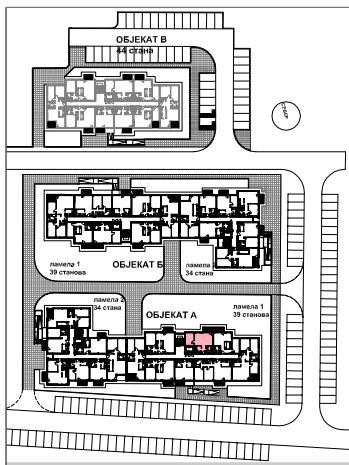 ОБЈЕКАТ В
44 стана
СЕВЕР
ламела 1
39 станова
ОБЈЕКАТ Б
ламела 2
34 стана
ламела 2
34 стана
ОБЈЕКАТ А
ламела 1
39 станова